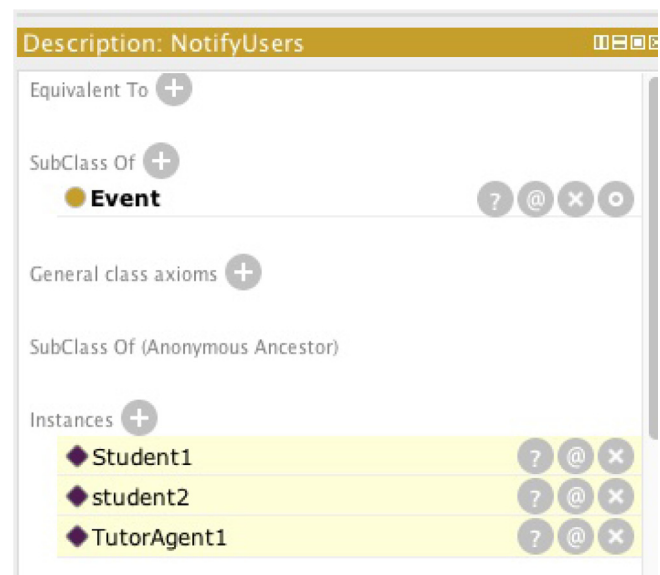 Description: NotifyUsers
Equivalent To +
SubClass Of +
Event ? @ × o
General class axioms +
SubClass Of (Anonymous Ancestor)
Instances +
Student1 ? @ ×
student2 ? @ ×
TutorAgent1 ? @ ×